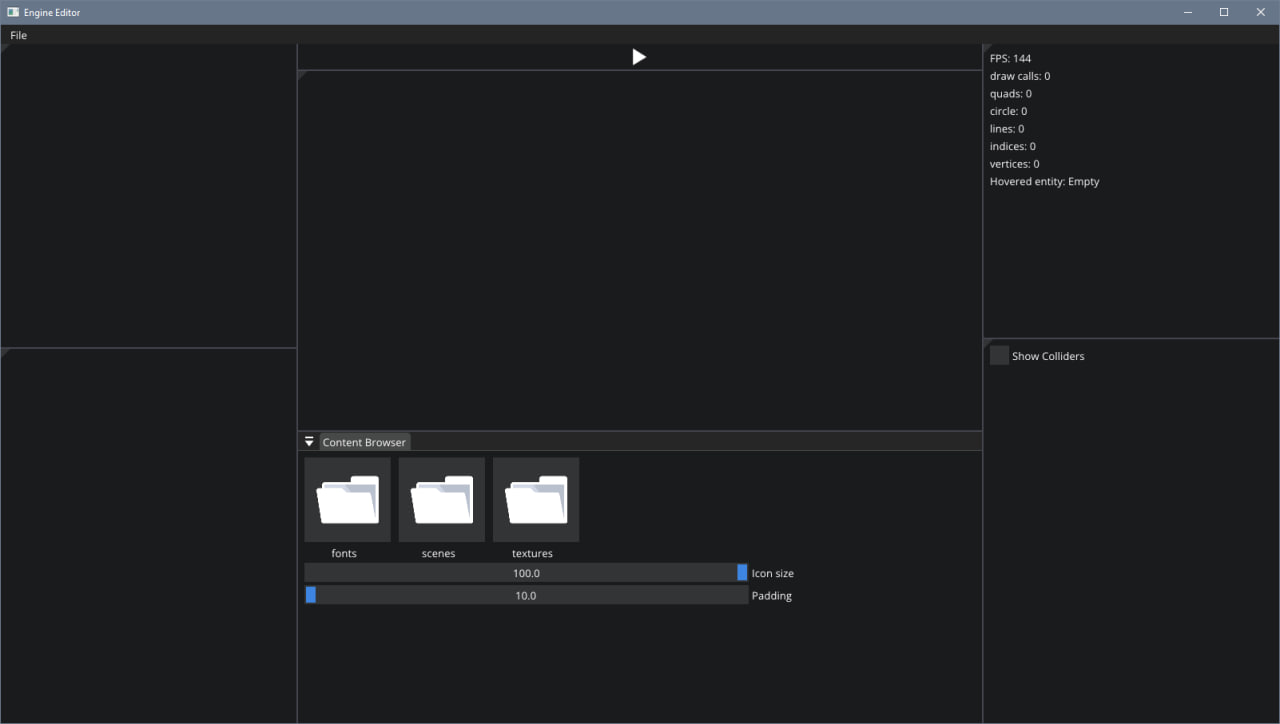 Engine Editor
File
FPS: 144
draw calls: 0
quads: 0
circle: 0
lines: 0
indices: 0
vertices: 0
Hovered entity: Empty
Show Colliders
Content Browser
fonts
scenes
textures
100.0 Icon size
10.0 Padding